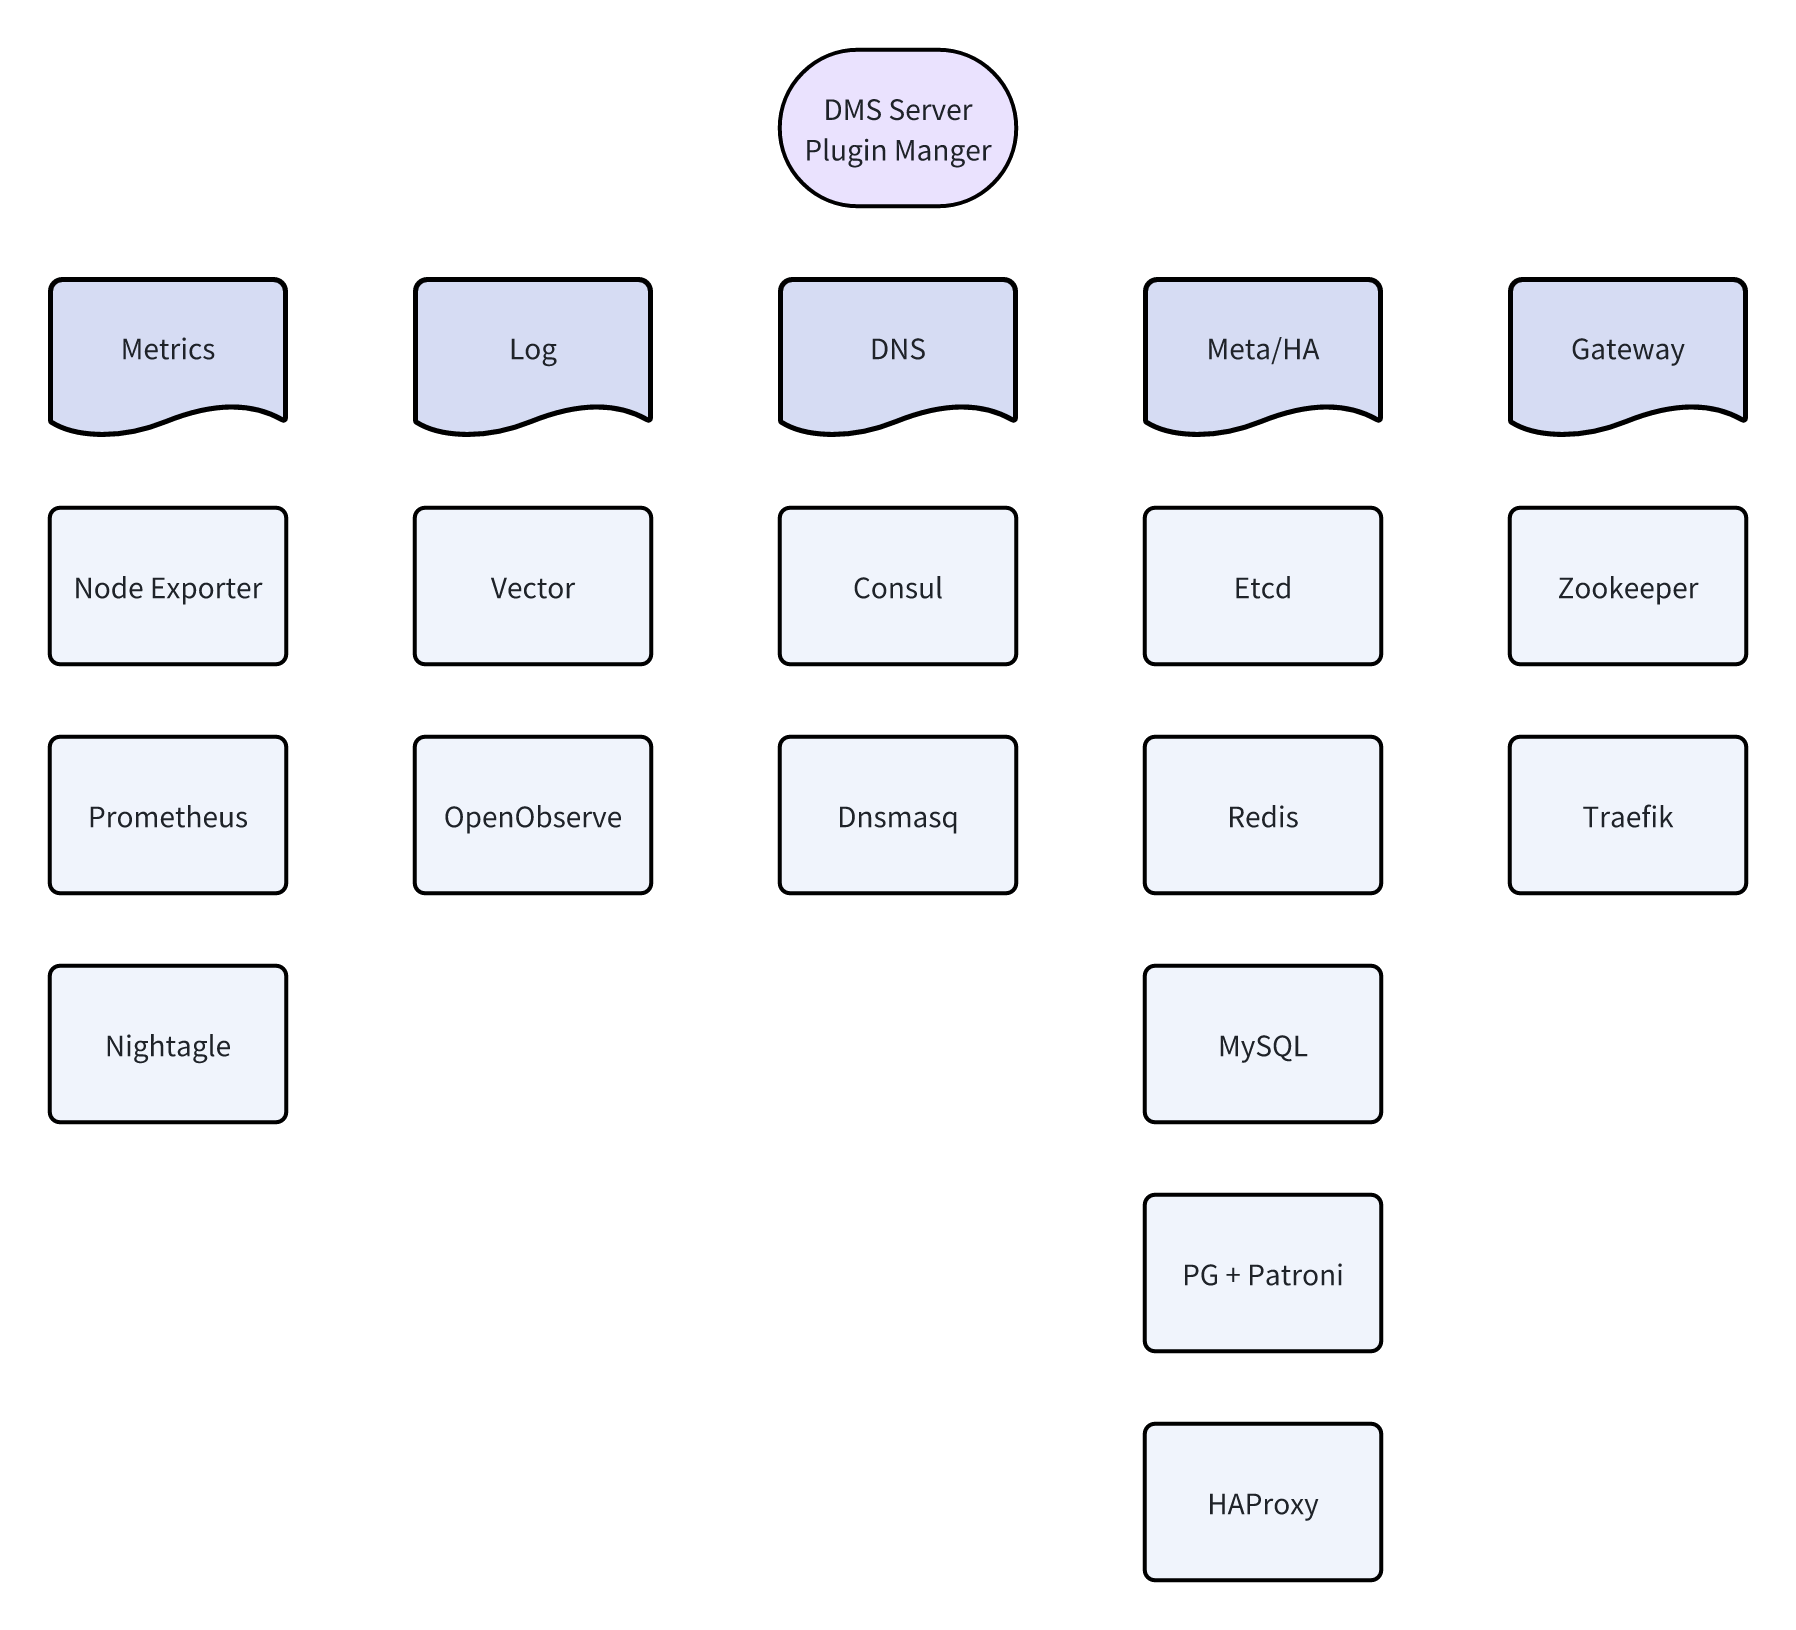 DMS Server
Plugin Manger
Metrics
Log
DNS
Meta/HA
Gateway
Node Exporter
Vector
Consul
Etcd
Zookeeper
Prometheus
OpenObserve
Dnsmasq
Redis
Traefik
Nightagle
MySQL
PG + Patroni
HAProxy